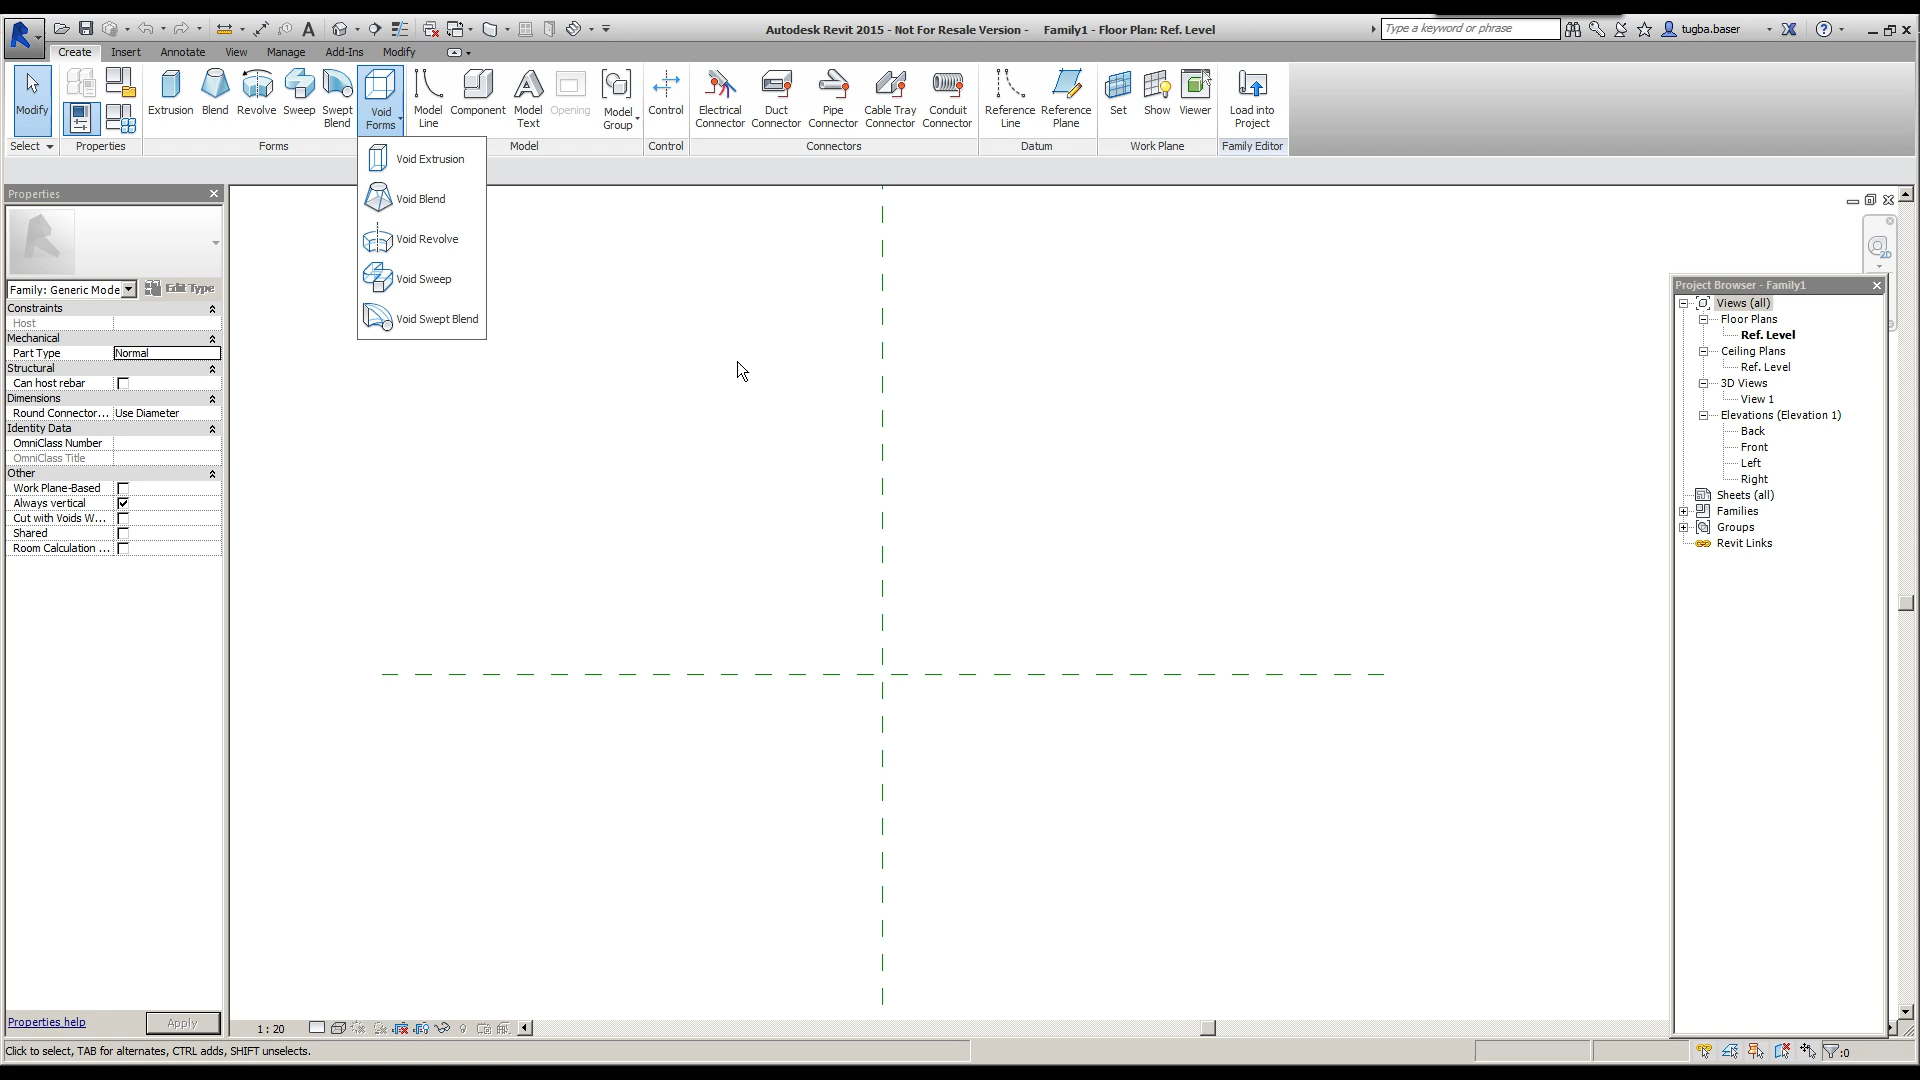 Autodesk Revit 2015 - Not For Resale Version - Family1 - Floor Plan: Ref. Level
Type a keyword or phrase
tugba.baser
Create Insert Annotate View Manage Add-Ins Modify
Modify
Extrusion Blend Revolve Sweep Swept Blend
Void Forms
Model Line
Component
Model Text
Opening
Model Group
Control
Electrical Connector
Duct Connector
Pipe Connector
Cable Tray Connector
Conduit Connector
Reference Line
Reference Plane
Set Show Viewer
Load into Project
Select Properties Forms Model Control Connectors Datum Work Plane Family Editor
Void Extrusion
Void Blend
Void Revolve
Void Sweep
Void Swept Blend
Properties
Family: Generic Mode
Edit Type
Constraints
Host
Mechanical
Part Type Normal
Structural
Can host rebar
Dimensions
Round Connector... Use Diameter
Identity Data
OmniClass Number
OmniClass Title
Other
Work Plane-Based
Always vertical
Cut with Voids W...
Shared
Room Calculation ...
Properties help
Apply
2D
Project Browser - Family1
Views (all)
Floor Plans
Ref. Level
Ceiling Plans
Ref. Level
3D Views
View 1
Elevations (Elevation 1)
Back
Front
Left
Right
Sheets (all)
Families
Groups
Revit Links
1 : 20
Click to select, TAB for alternates, CTRL adds, SHIFT unselects.
:0